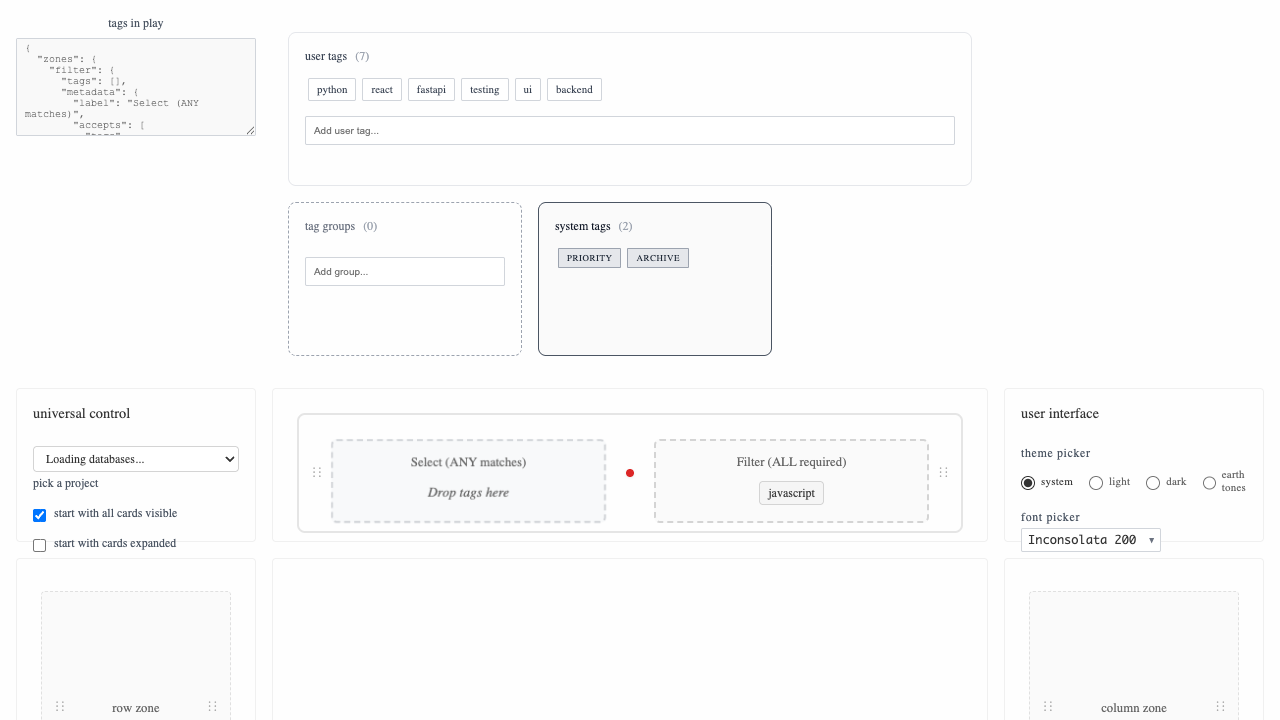 tags in play
{
  "zones": {
    "filter": {
      "tags": [],
      "metadata": {
        "label": "Select (ANY
matches)",
        "accepts": [
user tags (7)
python react fastapi testing ui backend
Add user tag...
tag groups (0)
Add group...
system tags (2)
PRIORITY ARCHIVE
universal control
Loading databases...
pick a project
start with all cards visible
start with cards expanded
Select (ANY matches)
Drop tags here
Filter (ALL required)
javascript
user interface
theme picker
system light dark earth
tones
font picker
Inconsolata 200
row zone
column zone